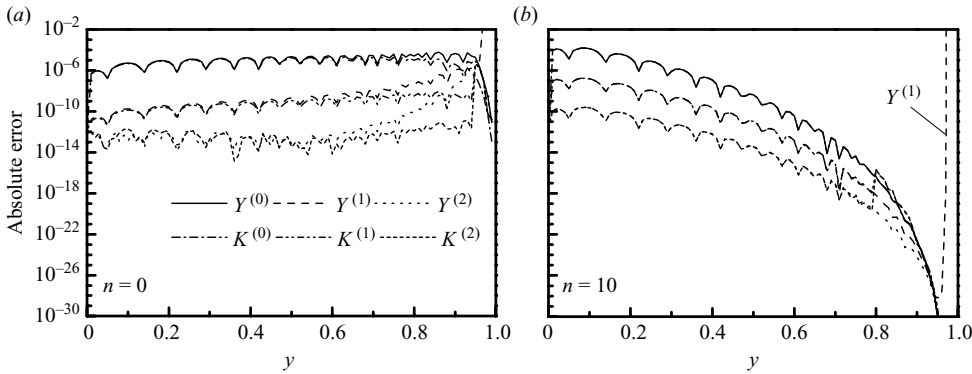 (a)
(b)
Absolute error
10⁻²
10⁻⁶
10⁻¹⁰
10⁻¹⁴
10⁻¹⁸
10⁻²²
10⁻²⁶
10⁻³⁰
Y⁽⁰⁾ Y⁽¹⁾ Y⁽²⁾
K⁽⁰⁾ K⁽¹⁾ K⁽²⁾
n = 0
0 0.2 0.4 0.6 0.8 1.0
y
Y⁽¹⁾
n = 10
0 0.2 0.4 0.6 0.8 1.0
y